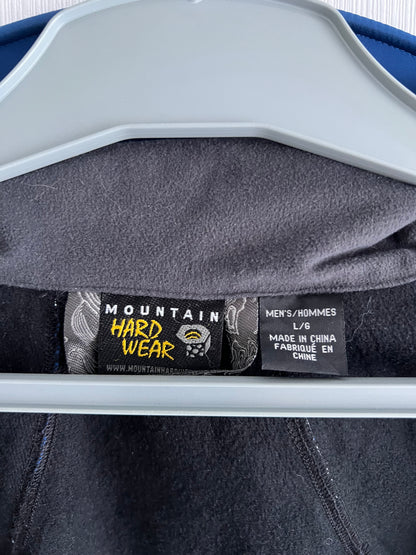 MOUNTAIN
HARD
WEAR
MEN'S/HOMMES
L/G
MADE IN CHINA
FABRIQUÉ EN
CHINE